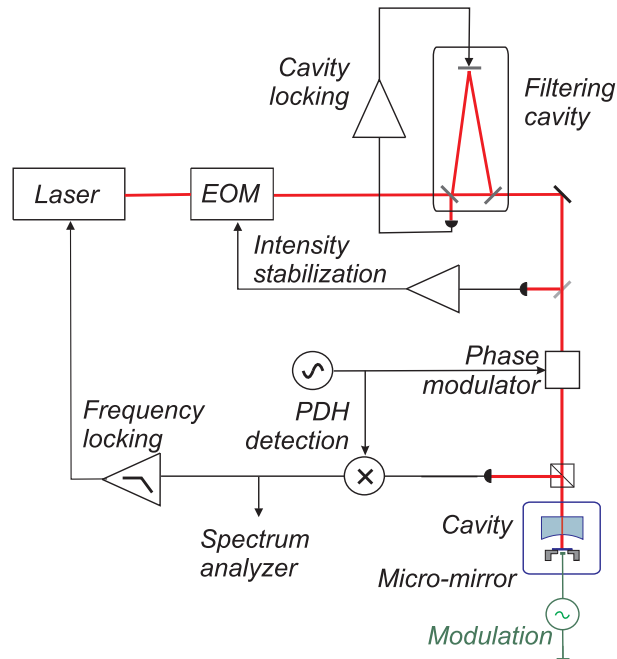 Cavity
locking
Filtering
cavity
Laser
EOM
Intensity
stabilization
Phase
modulator
PDH
detection
Frequency
locking
Spectrum
analyzer
Cavity
Micro-mirror
Modulation